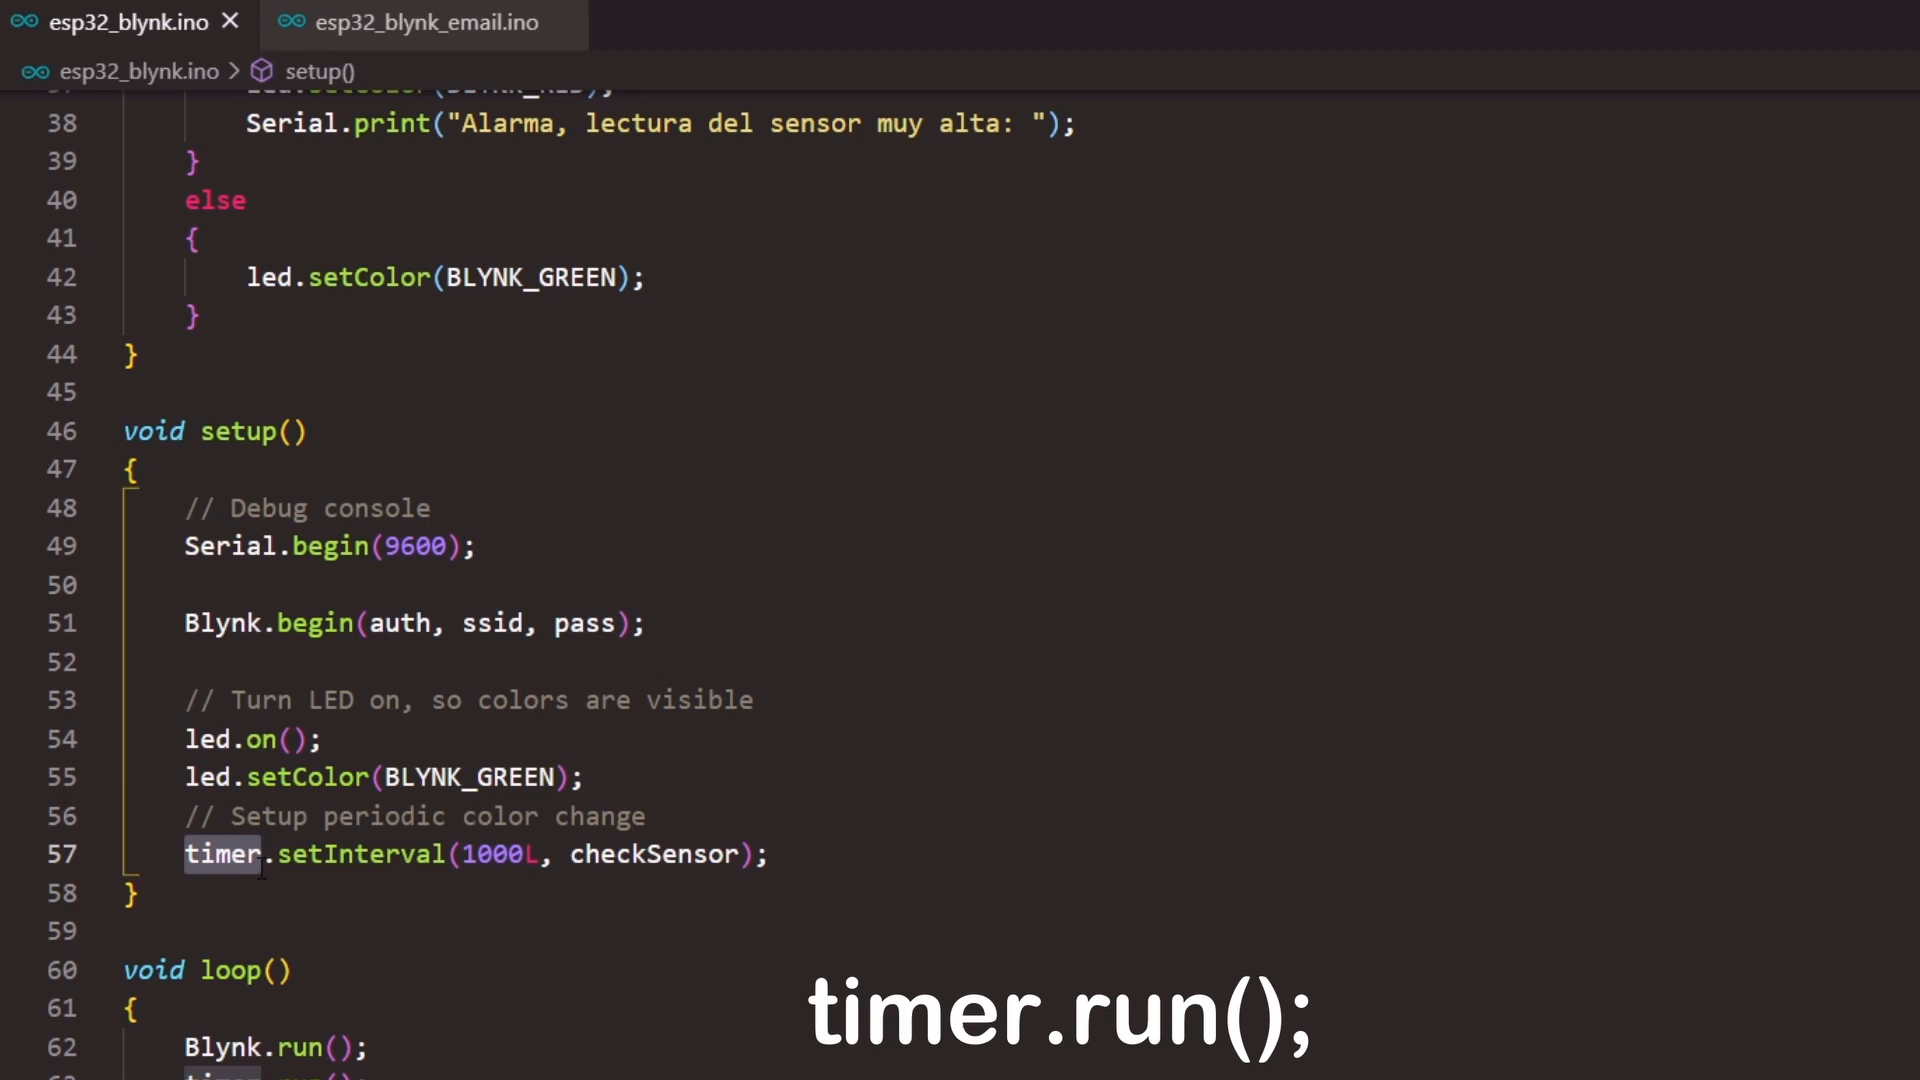 esp32_blynk.ino
esp32_blynk_email.ino
esp32_blynk.ino > setup()
38 Serial.print("Alarma, lectura del sensor muy alta: ");
39 }
40 else
41 {
42 led.setColor(BLYNK_GREEN);
43 }
44 }
45
46 void setup()
47 {
48 // Debug console
49 Serial.begin(9600);
50
51 Blynk.begin(auth, ssid, pass);
52
53 // Turn LED on, so colors are visible
54 led.on();
55 led.setColor(BLYNK_GREEN);
56 // Setup periodic color change
57 timer.setInterval(1000L, checkSensor);
58 }
59
60 void loop()
61 {
timer.run();
62 Blynk.run();